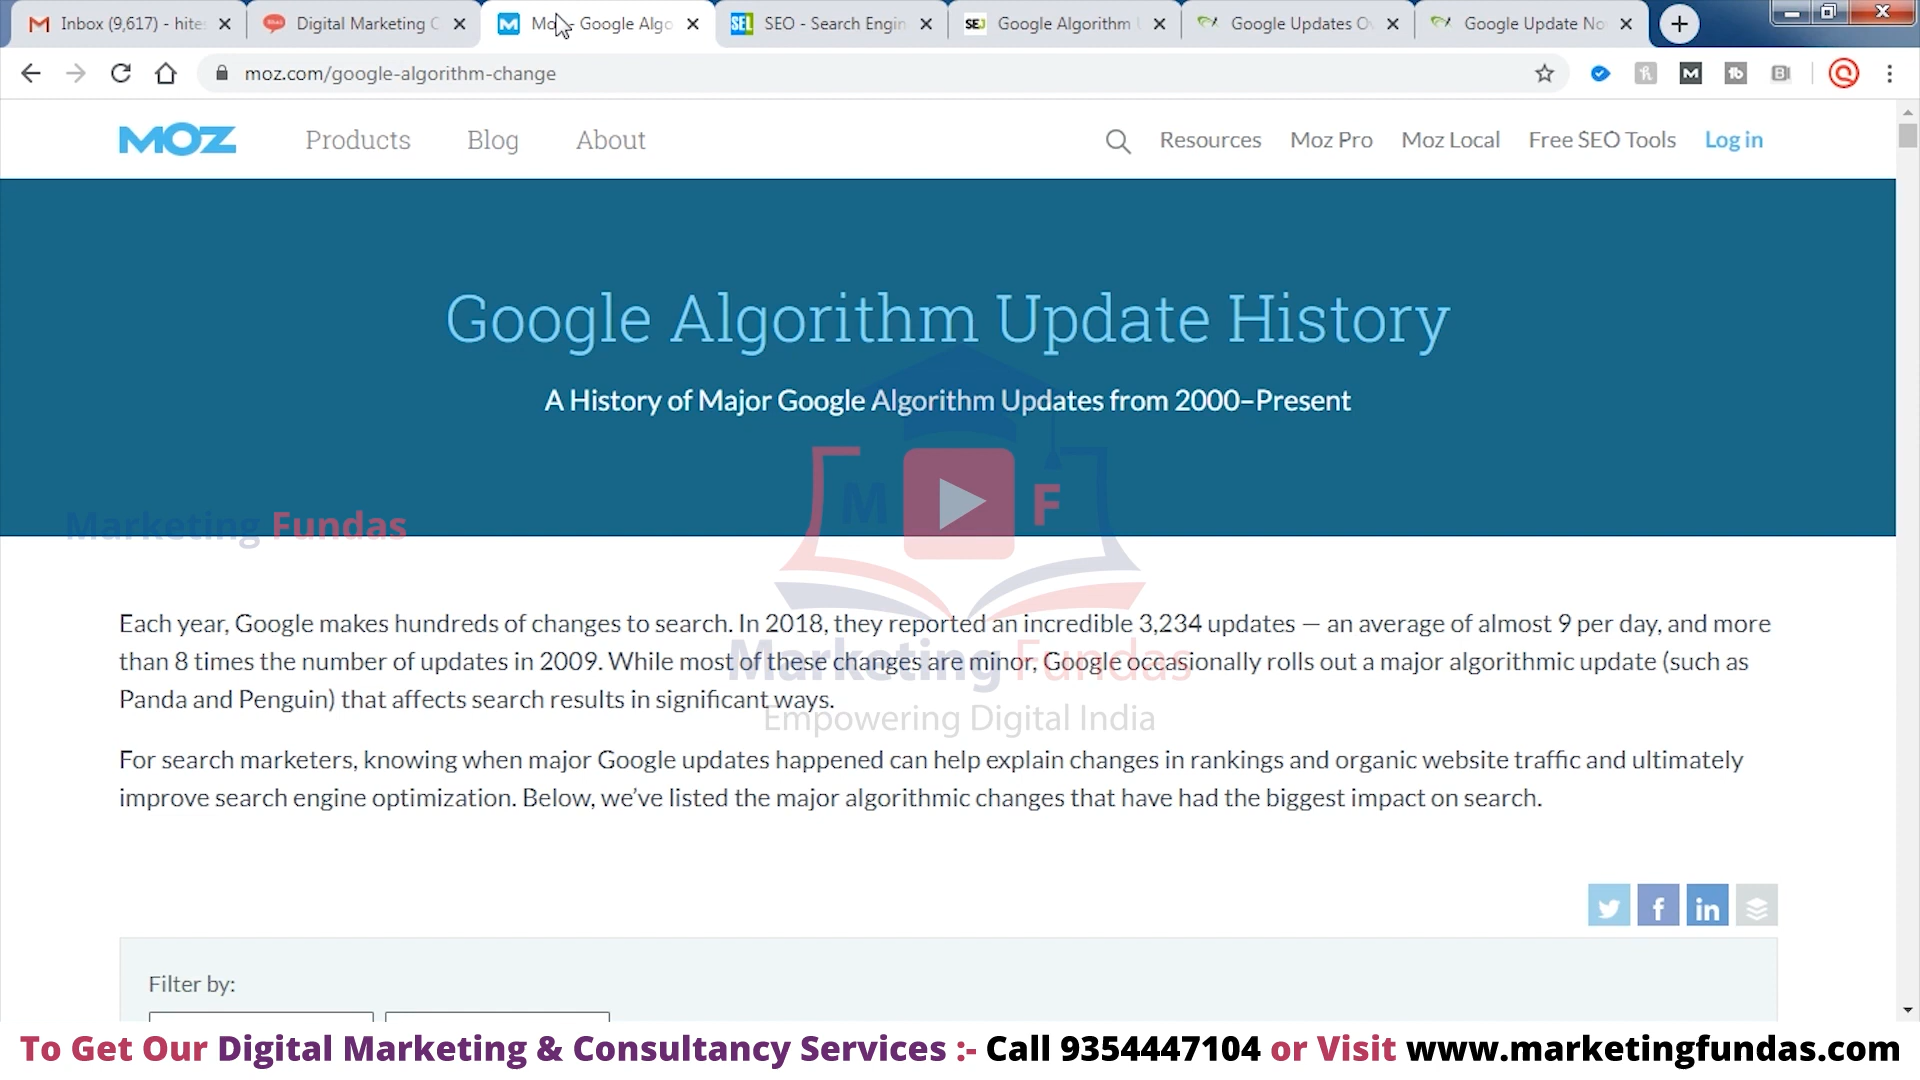 Inbox (9,617) - hites
Digital Marketing C
Mo - Google Algo
SEL
SEO - Search Engin
SEJ
Google Algorithm
Google Updates Ov
Google Update No
moz.com/google-algorithm-change
MOZ
Products
Blog
About
Resources
Moz Pro
Moz Local
Free SEO Tools
Log in
Google Algorithm Update History
A History of Major Google Algorithm Updates from 2000–Present
M F
Marketing Fundas
Each year, Google makes hundreds of changes to search. In 2018, they reported an incredible 3,234 updates — an average of almost 9 per day, and more
than 8 times the number of updates in 2009. While most of these changes are minor, Google occasionally rolls out a major algorithmic update (such as
Panda and Penguin) that affects search results in significant ways.
Marketing Fundas
Empowering Digital India
For search marketers, knowing when major Google updates happened can help explain changes in rankings and organic website traffic and ultimately
improve search engine optimization. Below, we’ve listed the major algorithmic changes that have had the biggest impact on search.
Filter by:
To Get Our Digital Marketing & Consultancy Services :- Call 9354447104 or Visit www.marketingfundas.com